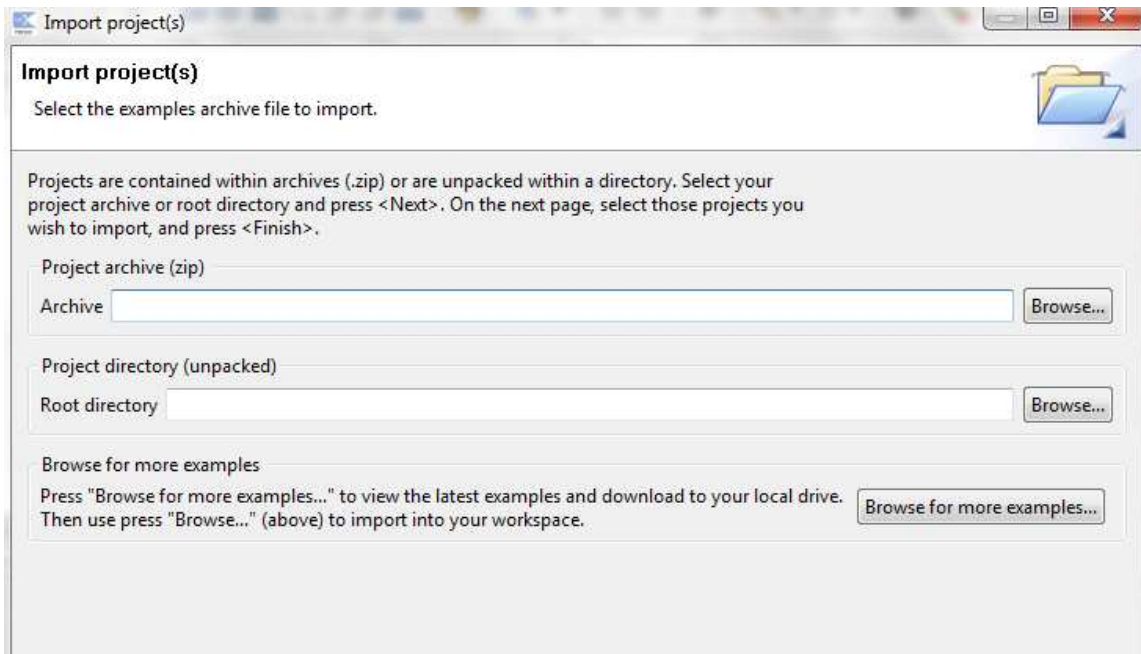 Import project(s)
Import project(s)
Select the examples archive file to import.
Projects are contained within archives (.zip) or are unpacked within a directory. Select your
project archive or root directory and press <Next>. On the next page, select those projects you
wish to import, and press <Finish>.
Project archive (zip)
Archive Browse...
Project directory (unpacked)
Root directory Browse...
Browse for more examples
Press "Browse for more examples..." to view the latest examples and download to your local drive.
Then use press "Browse..." (above) to import into your workspace.
Browse for more examples...